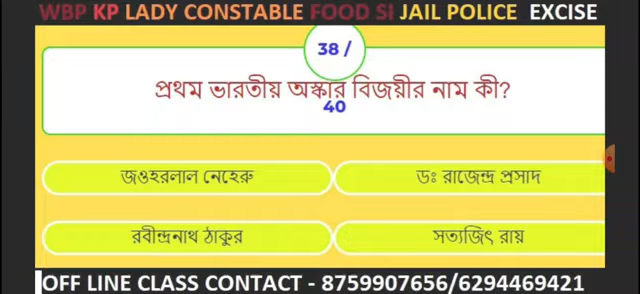 WBP KP LADY CONSTABLE FOOD SI JAIL POLICE EXCISE
38 /
প্রথম ভারতীয় অস্কার বিজয়ীর নাম কী?
40
জওহরলাল নেহেরু
ডঃ রাজেন্দ্র প্রসাদ
রবীন্দ্রনাথ ঠাকুর
সত্যজিৎ রায়
OFF LINE CLASS CONTACT - 8759907656/6294469421